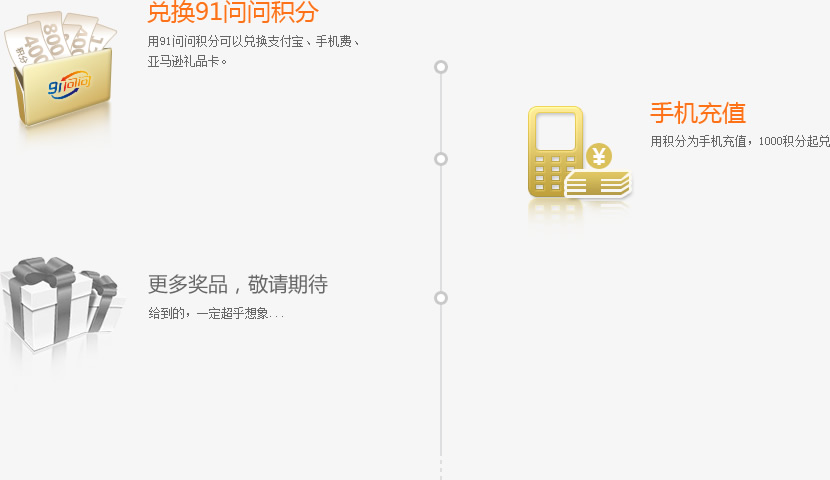 兑换91问问积分
用91问问积分可以兑换支付宝、手机费、
亚马逊礼品卡。
400
800
400
积分
91问问
手机充值
用积分为手机充值，1000积分起兑
¥
更多奖品，敬请期待
给到的，一定超乎想象...